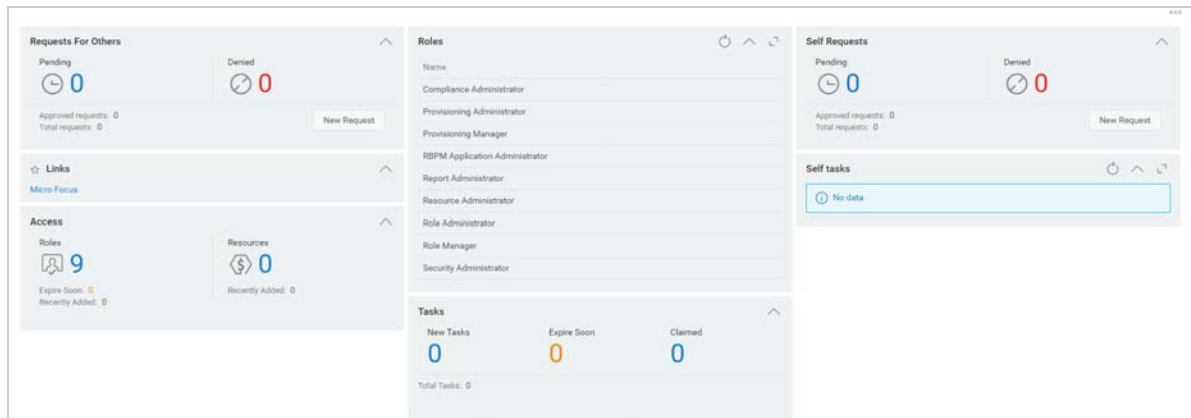 Requests For Others
Pending
Denied
0
0
Approved requests: 0
Total requests: 0
New Request
Links
Micro Focus
Access
Roles
Resources
9
0
Expire Soon: 0
Recently Added: 0
Recently Added: 0
Roles
Name
Compliance Administrator
Provisioning Administrator
Provisioning Manager
RBPM Application Administrator
Report Administrator
Resource Administrator
Role Administrator
Role Manager
Security Administrator
Tasks
New Tasks
Expire Soon
Claimed
0
0
0
Total Tasks: 0
Self Requests
Pending
Denied
0
0
Approved requests: 0
Total requests: 0
New Request
Self tasks
No data